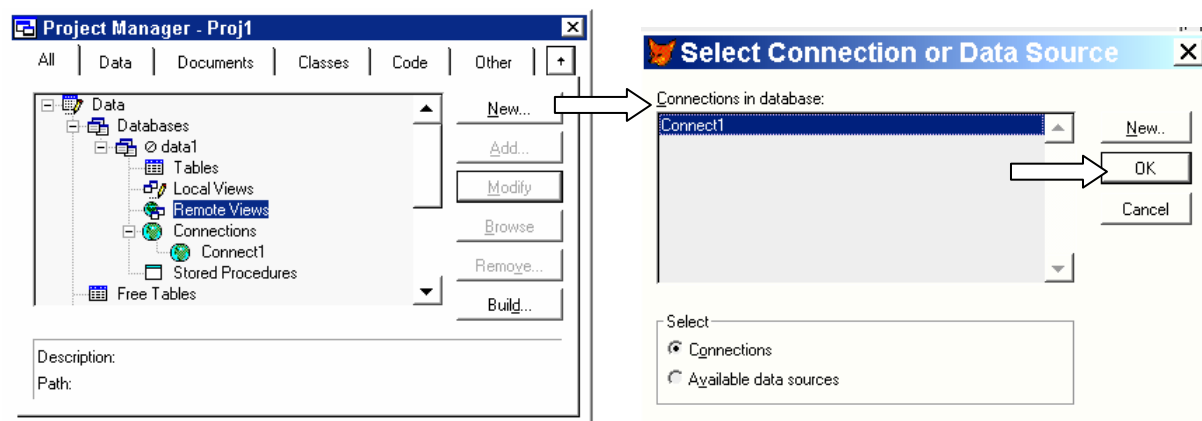 Project Manager - Proj1
All Data Documents Classes Code Other
Data
Databases
data1
Tables
Local Views
Remote Views
Connections
Connect1
Stored Procedures
Free Tables
New...
Add...
Modify
Browse
Remove...
Build...
Description:
Path:
Select Connection or Data Source
Connections in database:
Connect1
New..
OK
Cancel
Select
Connections
Available data sources